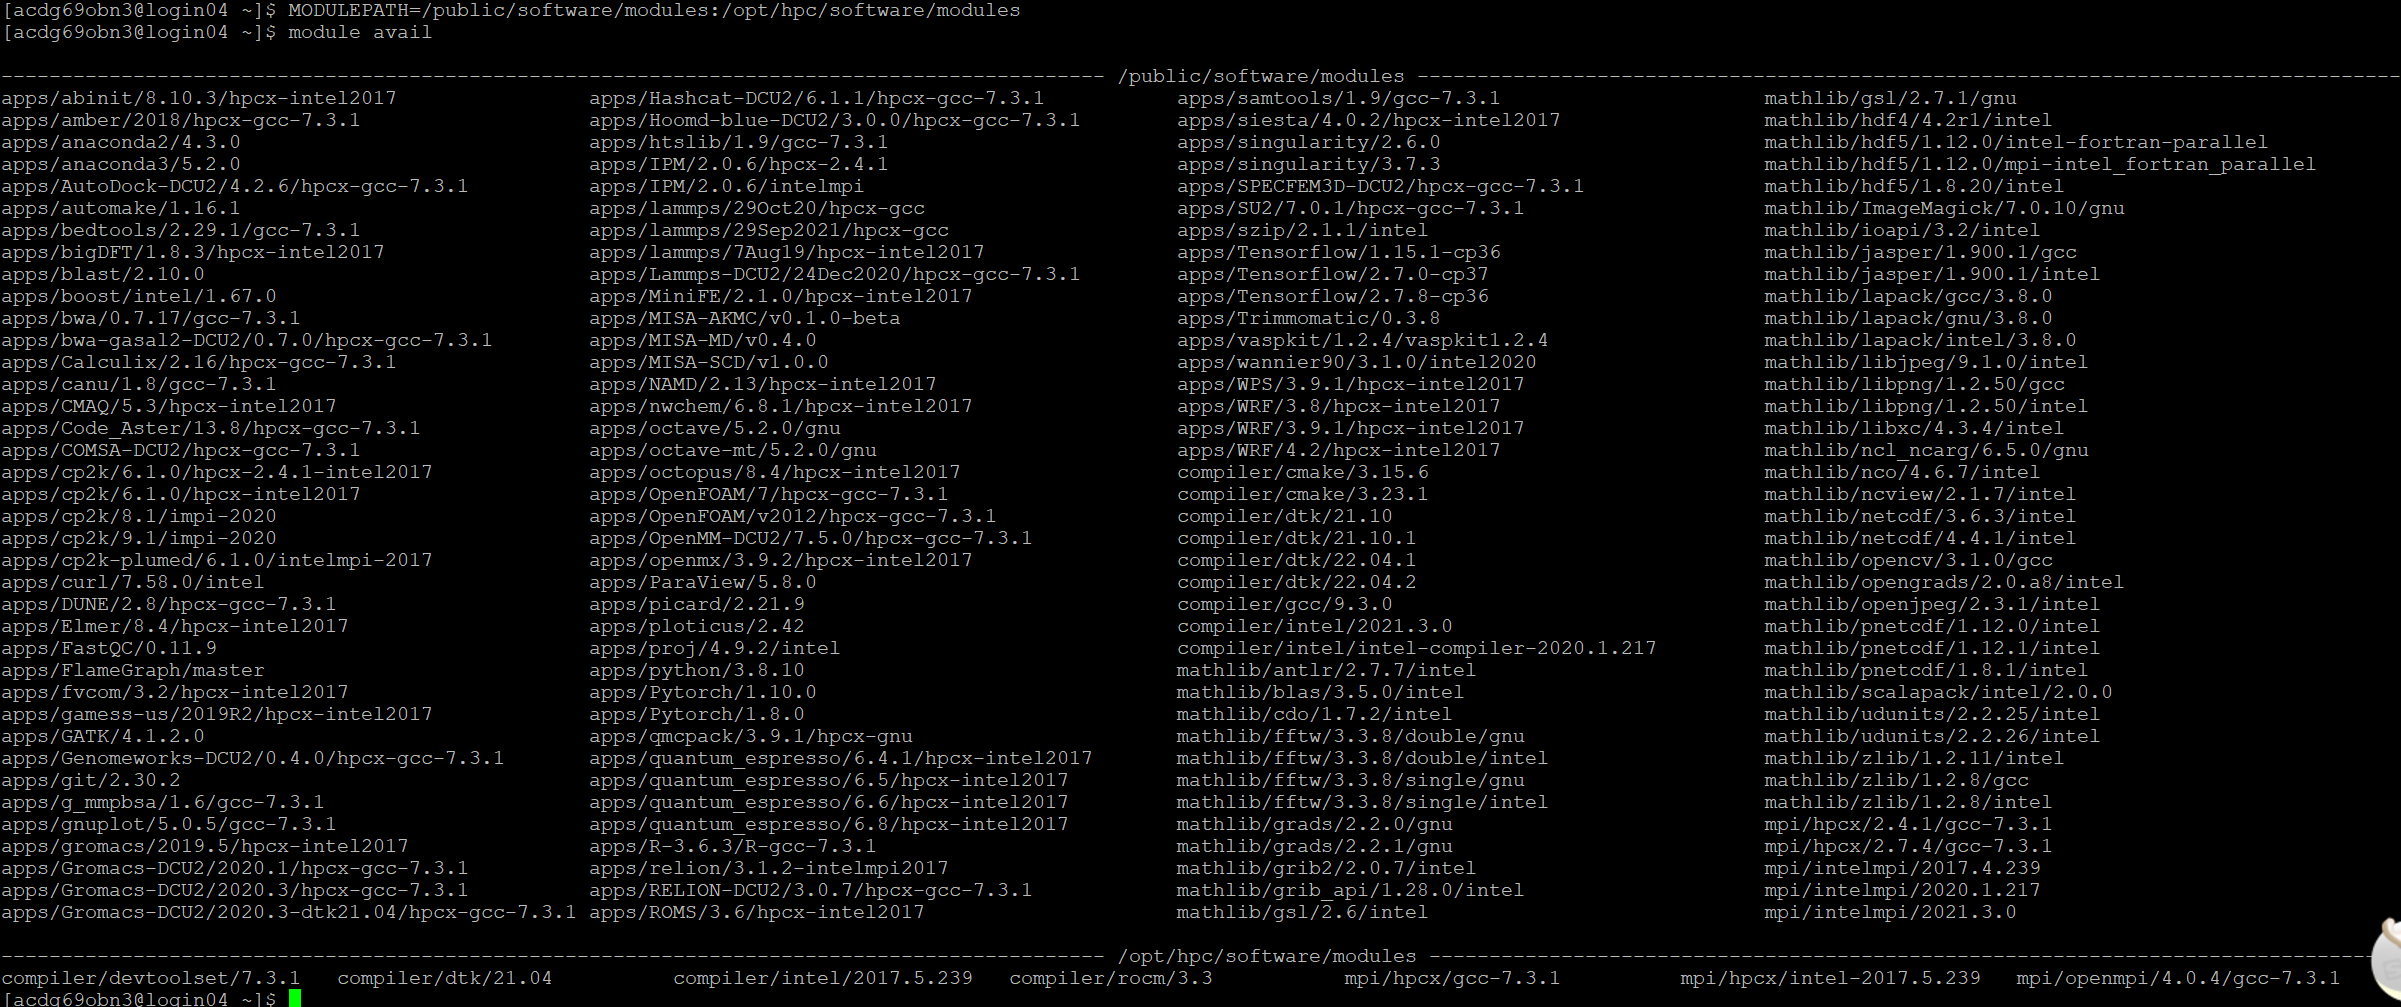 [acdg69obn3@login04 ~]$ MODULEPATH=/public/software/modules:/opt/hpc/software/modules
[acdg69obn3@login04 ~]$ module avail
-------------------------------------------------------------------------------------------- /public/software/modules ----------------------------------------------------------------------------------
apps/abinit/8.10.3/hpcx-intel2017 apps/Hashcat-DCU2/6.1.1/hpcx-gcc-7.3.1 apps/samtools/1.9/gcc-7.3.1 mathlib/gsl/2.7.1/gnu
apps/amber/2018/hpcx-gcc-7.3.1 apps/Hoomd-blue-DCU2/3.0.0/hpcx-gcc-7.3.1 apps/siesta/4.0.2/hpcx-intel2017 mathlib/hdf4/4.2r1/intel
apps/anaconda2/4.3.0 apps/htslib/1.9/gcc-7.3.1 apps/singularity/2.6.0 mathlib/hdf5/1.12.0/intel-fortran-parallel
apps/anaconda3/5.2.0 apps/IPM/2.0.6/hpcx-2.4.1 apps/singularity/3.7.3 mathlib/hdf5/1.12.0/mpi-intel_fortran_parallel
apps/AutoDock-DCU2/4.2.6/hpcx-gcc-7.3.1 apps/IPM/2.0.6/intelmpi apps/SPECFEM3D-DCU2/hpcx-gcc-7.3.1 mathlib/hdf5/1.8.20/intel
apps/automake/1.16.1 apps/lammps/29Oct20/hpcx-gcc apps/SU2/7.0.1/hpcx-gcc-7.3.1 mathlib/ImageMagick/7.0.10/gnu
apps/bedtools/2.29.1/gcc-7.3.1 apps/lammps/29Sep2021/hpcx-gcc apps/szip/2.1.1/intel mathlib/ioapi/3.2/intel
apps/bigDFT/1.8.3/hpcx-intel2017 apps/lammps/7Aug19/hpcx-intel2017 apps/Tensorflow/1.15.1-cp36 mathlib/jasper/1.900.1/gcc
apps/blast/2.10.0 apps/Lammps-DCU2/24Dec2020/hpcx-gcc-7.3.1 apps/Tensorflow/2.7.0-cp37 mathlib/jasper/1.900.1/intel
apps/boost/intel/1.67.0 apps/MiniFE/2.1.0/hpcx-intel2017 apps/Tensorflow/2.7.8-cp36 mathlib/lapack/gcc/3.8.0
apps/bwa/0.7.17/gcc-7.3.1 apps/MISA-AKMC/v0.1.0-beta apps/Trimmomatic/0.3.8 mathlib/lapack/gnu/3.8.0
apps/bwa-gasal2-DCU2/0.7.0/hpcx-gcc-7.3.1 apps/MISA-MD/v0.4.0 apps/vaspkit/1.2.4/vaspkit1.2.4 mathlib/lapack/intel/3.8.0
apps/Calculix/2.16/hpcx-gcc-7.3.1 apps/MISA-SCD/v1.0.0 apps/wannier90/3.1.0/intel2020 mathlib/libjpeg/9.1.0/intel
apps/canu/1.8/gcc-7.3.1 apps/NAMD/2.13/hpcx-intel2017 apps/WPS/3.9.1/hpcx-intel2017 mathlib/libpng/1.2.50/gcc
apps/CMAQ/5.3/hpcx-intel2017 apps/nwchem/6.8.1/hpcx-intel2017 apps/WRF/3.8/hpcx-intel2017 mathlib/libpng/1.2.50/intel
apps/Code_Aster/13.8/hpcx-gcc-7.3.1 apps/octave/5.2.0/gnu apps/WRF/3.9.1/hpcx-intel2017 mathlib/libxc/4.3.4/intel
apps/COMSA-DCU2/hpcx-gcc-7.3.1 apps/octave-mt/5.2.0/gnu apps/WRF/4.2/hpcx-intel2017 mathlib/ncl_ncarg/6.5.0/gnu
apps/cp2k/6.1.0/hpcx-2.4.1-intel2017 apps/octopus/8.4/hpcx-intel2017 compiler/cmake/3.15.6 mathlib/nco/4.6.7/intel
apps/cp2k/6.1.0/hpcx-intel2017 apps/OpenFOAM/7/hpcx-gcc-7.3.1 compiler/cmake/3.23.1 mathlib/ncview/2.1.7/intel
apps/cp2k/8.1/impi-2020 apps/OpenFOAM/v2012/hpcx-gcc-7.3.1 compiler/dtk/21.10 mathlib/netcdf/3.6.3/intel
apps/cp2k/9.1/impi-2020 apps/OpenMM-DCU2/7.5.0/hpcx-gcc-7.3.1 compiler/dtk/21.10.1 mathlib/netcdf/4.4.1/intel
apps/cp2k-plumed/6.1.0/intelmpi-2017 apps/openmx/3.9.2/hpcx-intel2017 compiler/dtk/22.04.1 mathlib/opencv/3.1.0/gcc
apps/curl/7.58.0/intel apps/ParaView/5.8.0 compiler/dtk/22.04.2 mathlib/opengrads/2.0.a8/intel
apps/DUNE/2.8/hpcx-gcc-7.3.1 apps/picard/2.21.9 compiler/gcc/9.3.0 mathlib/openjpeg/2.3.1/intel
apps/Elmer/8.4/hpcx-intel2017 apps/ploticus/2.42 compiler/intel/2021.3.0 mathlib/pnetcdf/1.12.0/intel
apps/FastQC/0.11.9 apps/proj/4.9.2/intel compiler/intel/intel-compiler-2020.1.217 mathlib/pnetcdf/1.12.1/intel
apps/FlameGraph/master apps/python/3.8.10 mathlib/antlr/2.7.7/intel mathlib/pnetcdf/1.8.1/intel
apps/fvcom/3.2/hpcx-intel2017 apps/Pytorch/1.10.0 mathlib/blas/3.5.0/intel mathlib/scalapack/intel/2.0.0
apps/gamess-us/2019R2/hpcx-intel2017 apps/Pytorch/1.8.0 mathlib/cdo/1.7.2/intel mathlib/udunits/2.2.25/intel
apps/GATK/4.1.2.0 apps/qmcpack/3.9.1/hpcx-gnu mathlib/fftw/3.3.8/double/gnu mathlib/udunits/2.2.26/intel
apps/Genomeworks-DCU2/0.4.0/hpcx-gcc-7.3.1 apps/quantum_espresso/6.4.1/hpcx-intel2017 mathlib/fftw/3.3.8/double/intel mathlib/zlib/1.2.11/intel
apps/git/2.30.2 apps/quantum_espresso/6.5/hpcx-intel2017 mathlib/fftw/3.3.8/single/gnu mathlib/zlib/1.2.8/gcc
apps/g_mmpbsa/1.6/gcc-7.3.1 apps/quantum_espresso/6.6/hpcx-intel2017 mathlib/fftw/3.3.8/single/intel mathlib/zlib/1.2.8/intel
apps/gnuplot/5.0.5/gcc-7.3.1 apps/quantum_espresso/6.8/hpcx-intel2017 mathlib/grads/2.2.0/gnu mpi/hpcx/2.4.1/gcc-7.3.1
apps/gromacs/2019.5/hpcx-intel2017 apps/R-3.6.3/R-gcc-7.3.1 mathlib/grads/2.2.1/gnu mpi/hpcx/2.7.4/gcc-7.3.1
apps/Gromacs-DCU2/2020.1/hpcx-gcc-7.3.1 apps/relion/3.1.2-intelmpi2017 mathlib/grib2/2.0.7/intel mpi/intelmpi/2017.4.239
apps/Gromacs-DCU2/2020.3/hpcx-gcc-7.3.1 apps/RELION-DCU2/3.0.7/hpcx-gcc-7.3.1 mathlib/grib_api/1.28.0/intel mpi/intelmpi/2020.1.217
apps/Gromacs-DCU2/2020.3-dtk21.04/hpcx-gcc-7.3.1 apps/ROMS/3.6/hpcx-intel2017 mathlib/gsl/2.6/intel mpi/intelmpi/2021.3.0
-------------------------------------------------------------------------------------------- /opt/hpc/software/modules -------------------------------------------------------------------------------
compiler/devtoolset/7.3.1 compiler/dtk/21.04 compiler/intel/2017.5.239 compiler/rocm/3.3 mpi/hpcx/gcc-7.3.1 mpi/hpcx/intel-2017.5.239 mpi/openmpi/4.0.4/gcc-7.3.1
[acdg69obn3@login04 ~]$